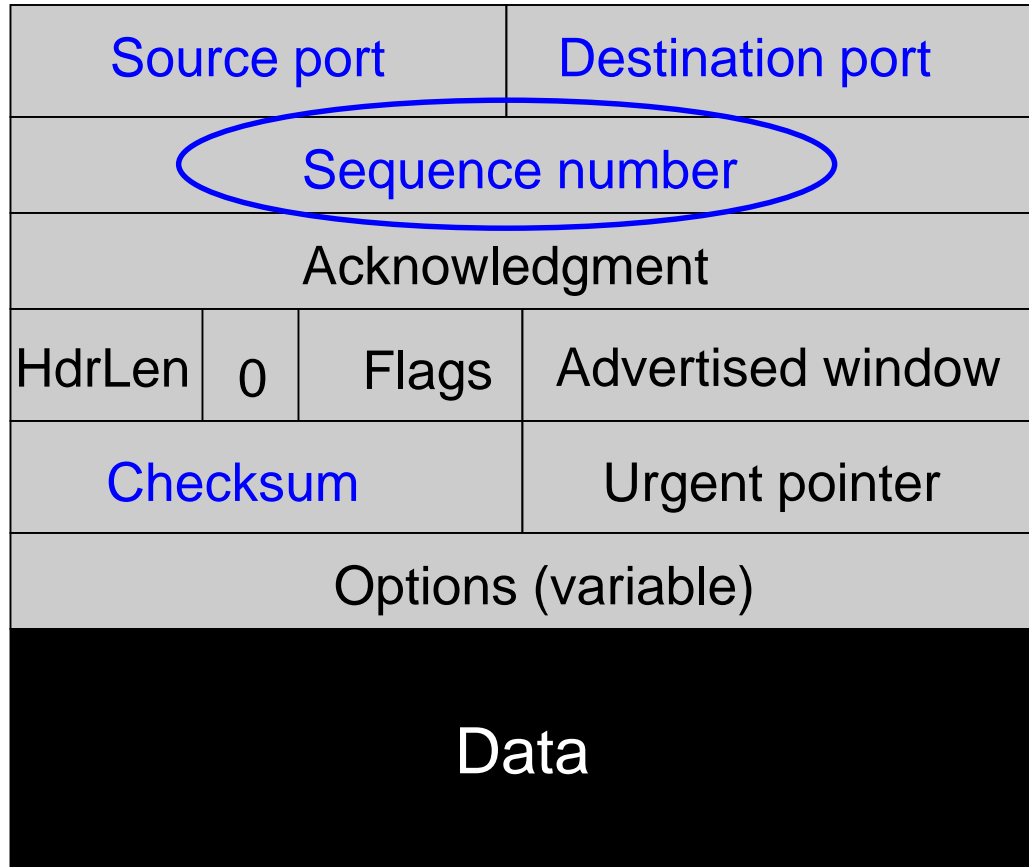 Source port Destination port
Sequence number
Acknowledgment
HdrLen 0 Flags Advertised window
Checksum Urgent pointer
Options (variable)
Data